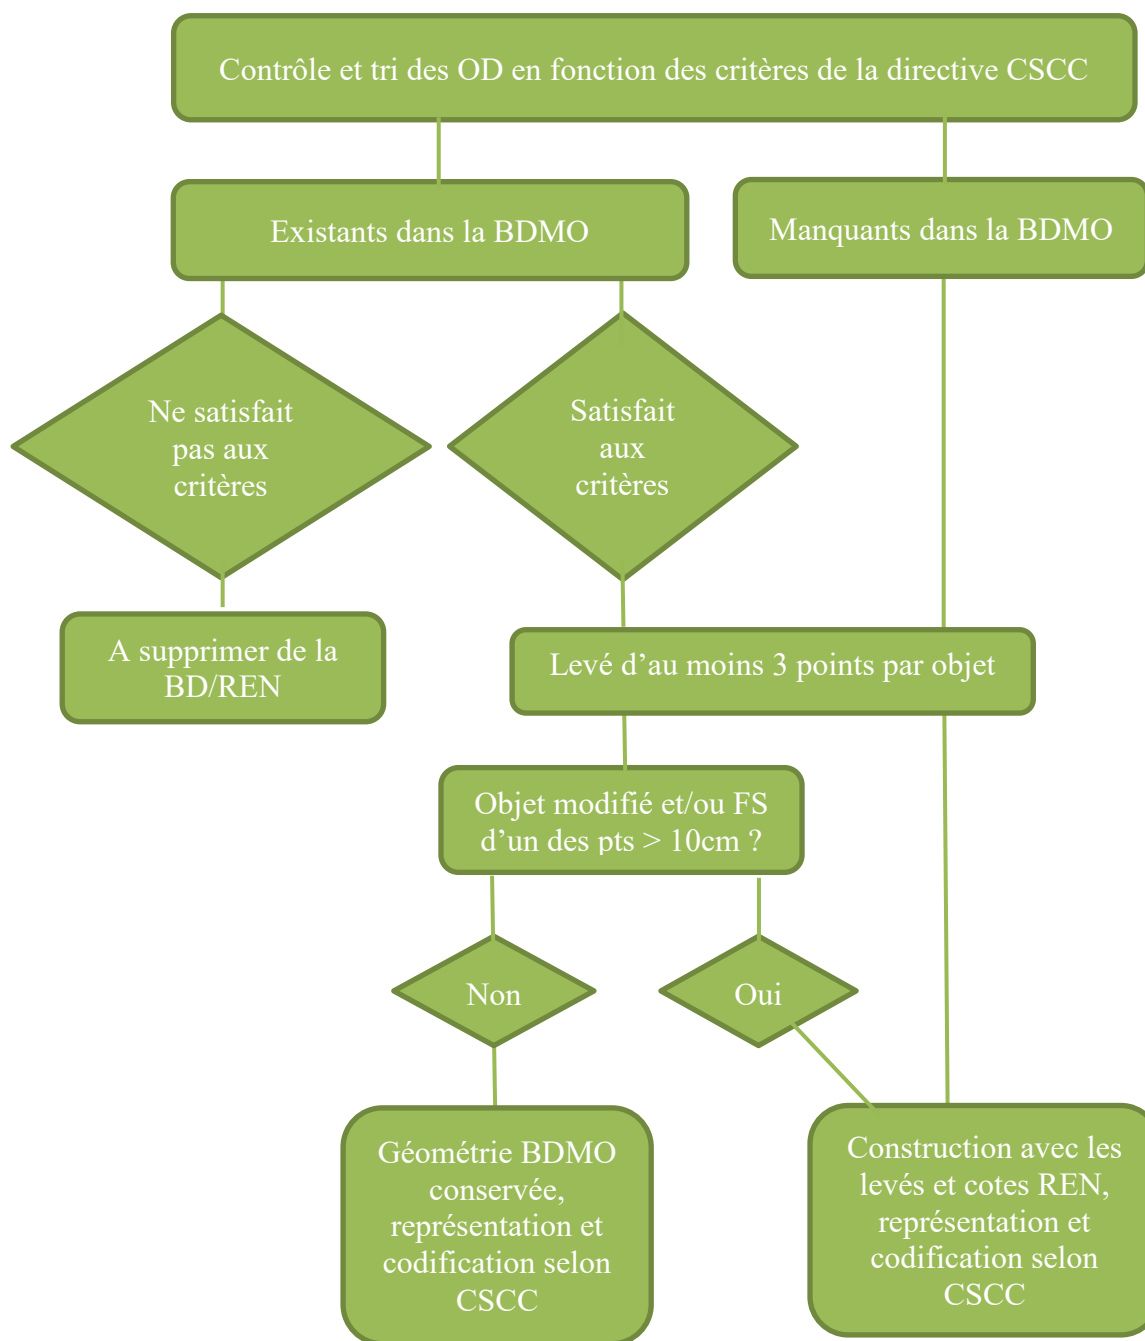 Contrôle et tri des OD en fonction des critères de la directive CSCC
Existants dans la BDMO
Manquants dans la BDMO
Ne satisfait
pas aux
critères
Satisfait
aux
critères
A supprimer de la
BD/REN
Levé d’au moins 3 points par objet
Objet modifié et/ou FS
d’un des pts > 10cm ?
Non
Oui
Géométrie BDMO
conservée,
représentation et
codification selon
CSCC
Construction avec les
levés et cotes REN,
représentation et
codification selon
CSCC